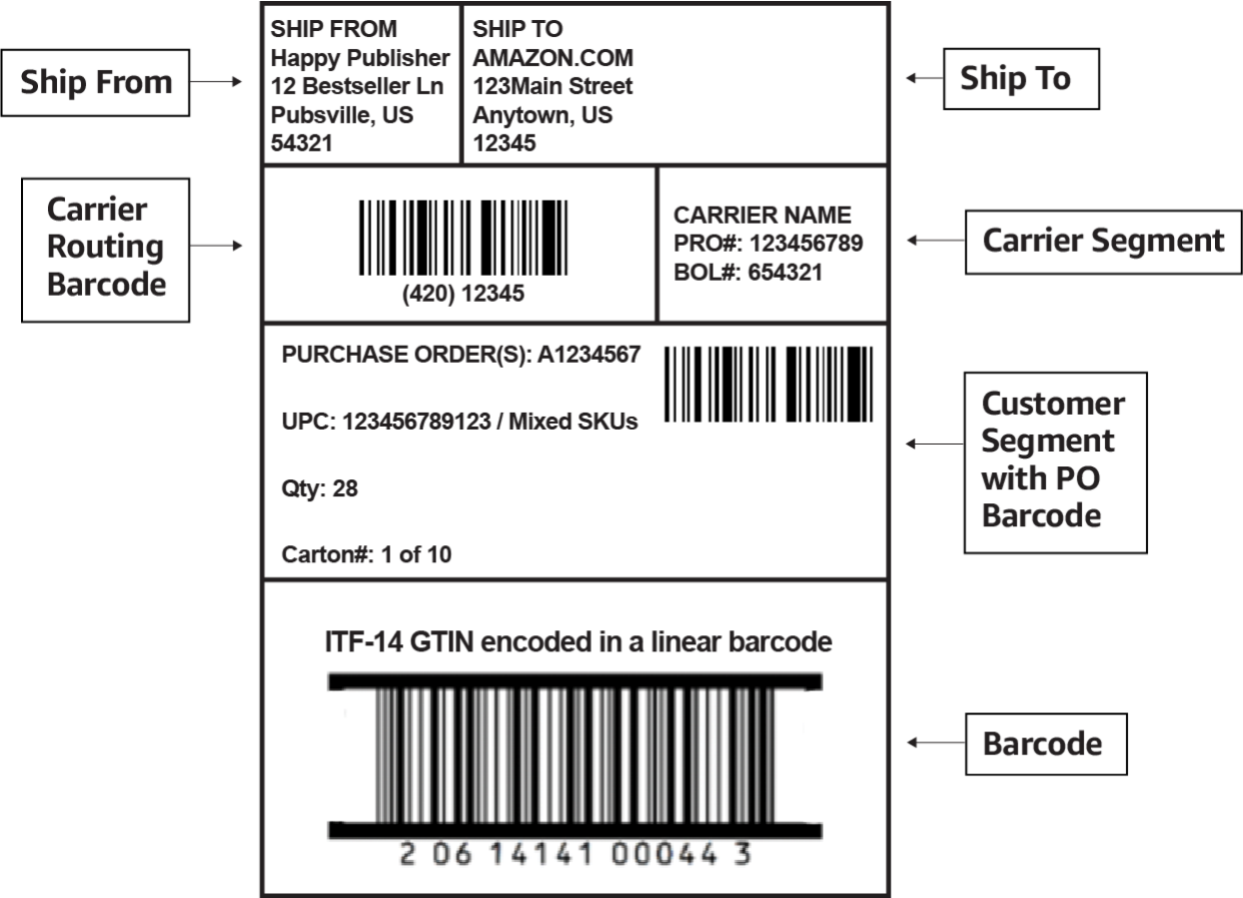 SHIP FROM
Happy Publisher
12 Bestseller Ln
Pubsville, US
54321
SHIP TO
AMAZON.COM
123Main Street
Anytown, US
12345
Ship From
Ship To
Carrier
Routing
Barcode
(420) 12345
CARRIER NAME
PRO#: 123456789
BOL#: 654321
Carrier Segment
PURCHASE ORDER(S): A1234567
UPC: 123456789123 / Mixed SKUs
Qty: 28
Carton#: 1 of 10
Customer
Segment
with PO
Barcode
ITF-14 GTIN encoded in a linear barcode
2 06 14141 00044 3
Barcode